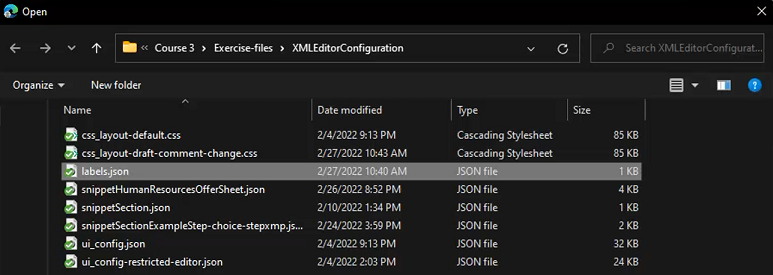 Open
Course 3 > Exercise-files > XMLEditorConfiguration
Search XMLEditorConfigurat...
Organize New folder
Name Date modified Type Size
css_layout-default.css 2/4/2022 9:13 PM Cascading Stylesheet 85 KB
css_layout-draft-comment-change.css 2/27/2022 10:43 AM Cascading Stylesheet 85 KB
labels.json 2/27/2022 10:40 AM JSON file 1 KB
snippetHumanResourcesOfferSheet.json 2/26/2022 8:52 PM JSON file 4 KB
snippetSection.json 2/10/2022 1:34 PM JSON file 1 KB
snippetSectionExampleStep-choice-stepxmp.js... 2/24/2022 3:59 PM JSON file 2 KB
ui_config.json 2/4/2022 9:13 PM JSON file 32 KB
ui_config-restricted-editor.json 2/4/2022 2:03 PM JSON file 24 KB